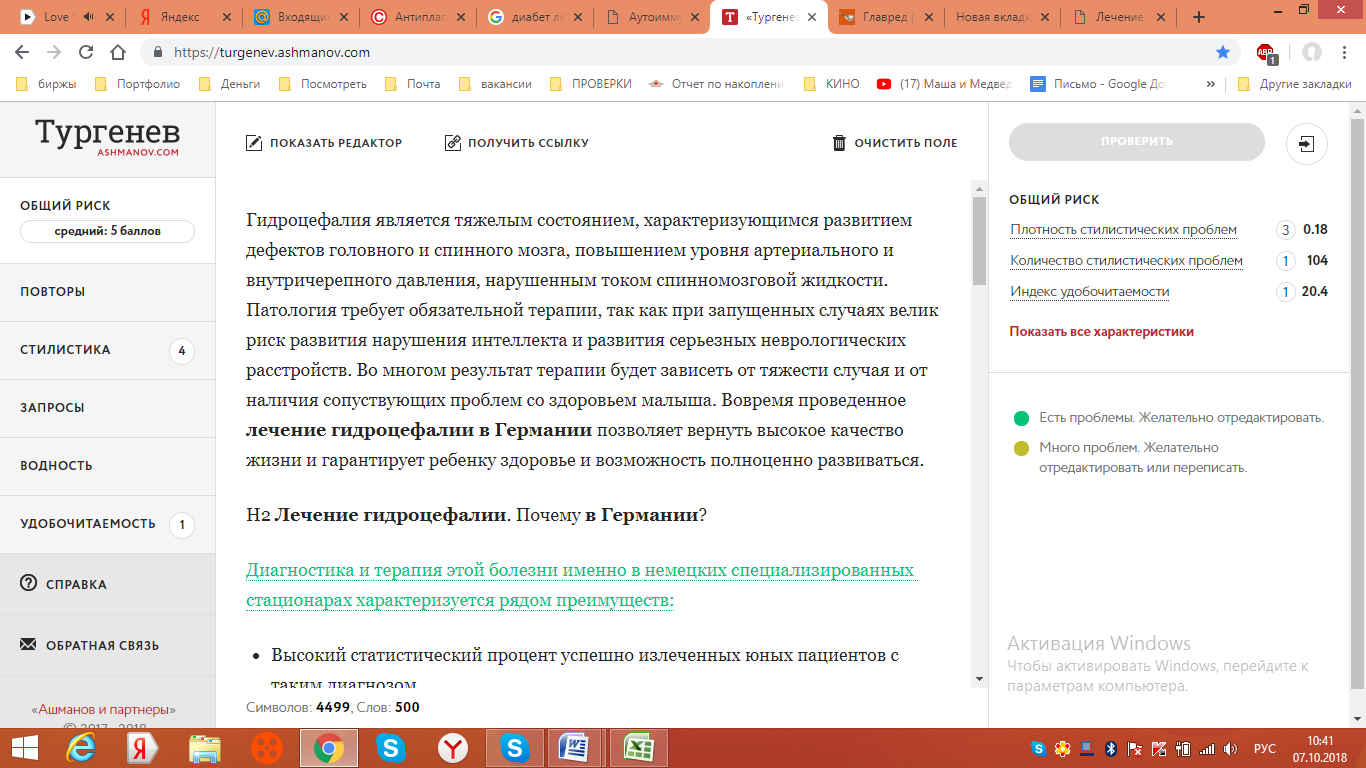 Love S
Яндекс
Входящие
Антиплаг
диабет ле
Аутоимму
«Тургенев
Главред
Новая вкладк
Лечение
https://turgenev.ashmanov.com
ABP
1
биржы
Портфолио
Деньги
Посмотреть
Почта
вакансии
ПРОВЕРКИ
Отчет по накоплени
КИНО
(17) Маша и Медвед
Письмо - Google До
»
Другие закладки
Тургенев
ASHMANOV.COM
ОБЩИЙ РИСК
средний: 5 баллов
ПОВТОРЫ
СТИЛИСТИКА 4
ЗАПРОСЫ
ВОДНОСТЬ
УДОБОЧИТАЕМОСТЬ 1
СПРАВКА
ОБРАТНАЯ СВЯЗЬ
«Ашманов и партнеры»
© 2017 - 2018
ПОКАЗАТЬ РЕДАКТОР
ПОЛУЧИТЬ ССЫЛКУ
ОЧИСТИТЬ ПОЛЕ
Гидроцефалия является тяжелым состоянием, характеризующимся развитием
дефектов головного и спинного мозга, повышением уровня артериального и
внутричерепного давления, нарушенным током спинномозговой жидкости.
Патология требует обязательной терапии, так как при запущенных случаях велик
риск развития нарушения интеллекта и развития серьезных неврологических
расстройств. Во многом результат терапии будет зависеть от тяжести случая и от
наличия сопуствующих проблем со здоровьем малыша. Вовремя проведенное
лечение гидроцефалии в Германии позволяет вернуть высокое качество
жизни и гарантирует ребенку здоровье и возможность полноценно развиваться.
H2 Лечение гидроцефалии. Почему в Германии?
Диагностика и терапия этой болезни именно в немецких специализированных
стационарах характеризуется рядом преимуществ:
• Высокий статистический процент успешно излеченных юных пациентов с
таким диагнозом
Символов: 4499, Слов: 500
ПРОВЕРИТЬ
ОБЩИЙ РИСК
Плотность стилистических проблем 3 0.18
Количество стилистических проблем 1 104
Индекс удобочитаемости 1 20.4
Показать все характеристики
Есть проблемы. Желательно отредактировать.
Много проблем. Желательно
отредактировать или переписать.
Активация Windows
Чтобы активировать Windows, перейдите к
параметрам компьютера.
РУС
10:41
07.10.2018